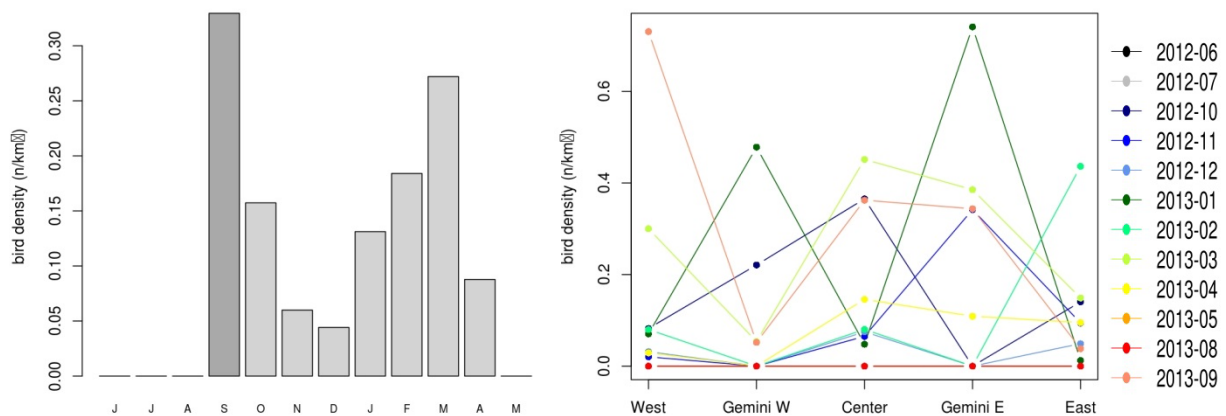 bird density (n/km□)
0.00 0.05 0.10 0.15 0.20 0.25 0.30
J J A S O N D J F M A M
bird density (n/km□)
0.0 0.2 0.4 0.6
West Gemini W Center Gemini E East
2012-06
2012-07
2012-10
2012-11
2012-12
2013-01
2013-02
2013-03
2013-04
2013-05
2013-08
2013-09